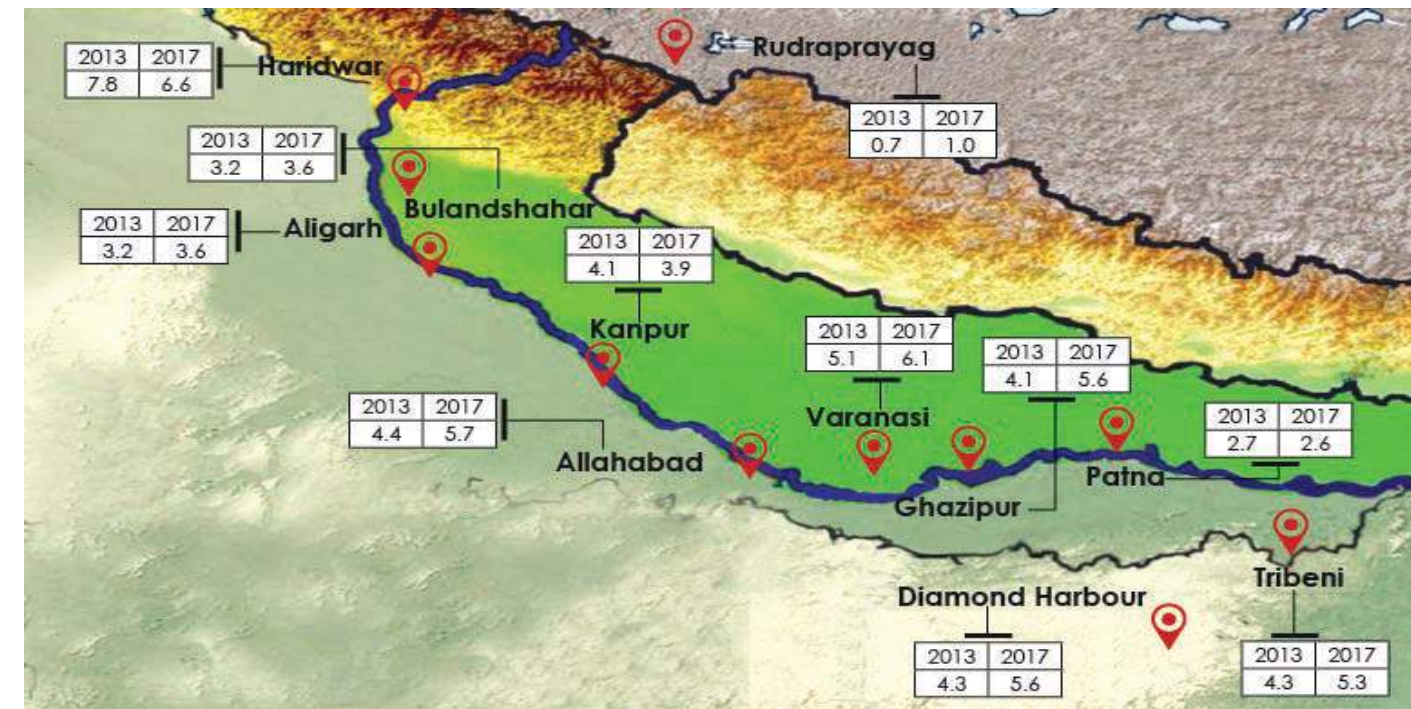 Rudraprayag
2013 2017
0.7 1.0
Haridwar
2013 2017
7.8 6.6
2013 2017
3.2 3.6
Bulandshahar
2013 2017
3.2 3.6
Aligarh
2013 2017
4.1 3.9
Kanpur
2013 2017
4.4 5.7
Allahabad
2013 2017
5.1 6.1
Varanasi
2013 2017
4.1 5.6
Ghazipur
2013 2017
2.7 2.6
Patna
Diamond Harbour
2013 2017
4.3 5.6
Tribeni
2013 2017
4.3 5.3